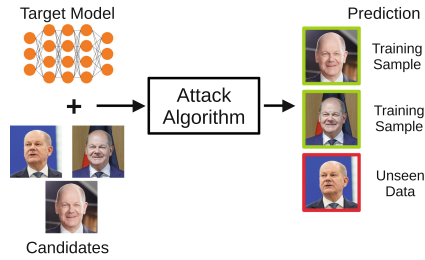 Target Model
Prediction
Training
Sample
+
Attack
Algorithm
Training
Sample
Unseen
Data
Candidates